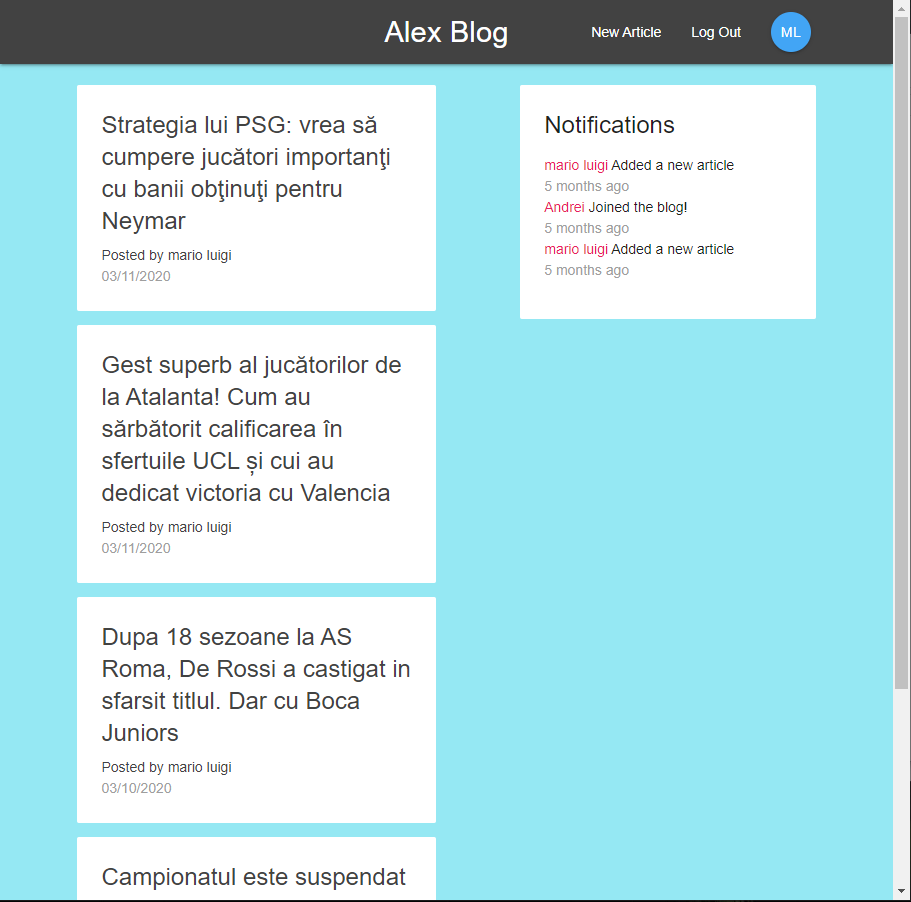 Alex Blog
New Article
Log Out
ML
Strategia lui PSG: vrea să
cumpere jucători importanţi
cu banii obţinuţi pentru
Neymar
Posted by mario luigi
03/11/2020
Gest superb al jucătorilor de
la Atalanta! Cum au
sărbătorit calificarea în
sfertuile UCL și cui au
dedicat victoria cu Valencia
Posted by mario luigi
03/11/2020
Dupa 18 sezoane la AS
Roma, De Rossi a castigat in
sfarsit titlul. Dar cu Boca
Juniors
Posted by mario luigi
03/10/2020
Campionatul este suspendat
Notifications
mario luigi Added a new article
5 months ago
Andrei Joined the blog!
5 months ago
mario luigi Added a new article
5 months ago